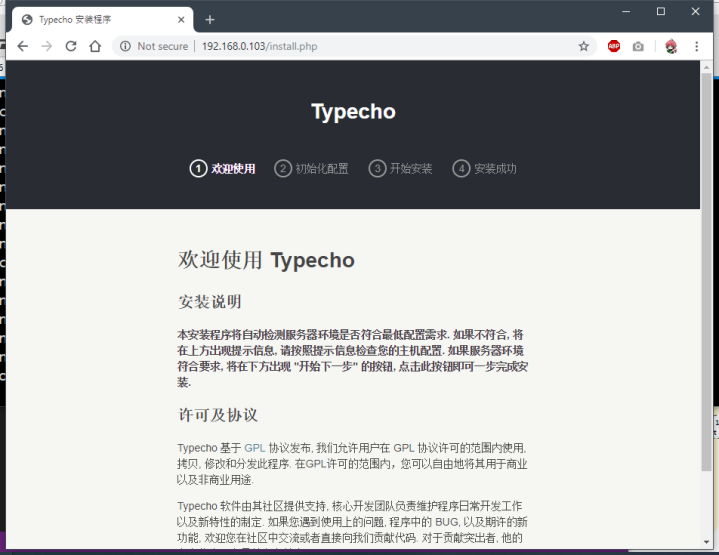 Typecho 安装程序
Not secure 192.168.0.103/install.php
ABP
Typecho
1 欢迎使用 2 初始化配置 3 开始安装 4 安装成功
欢迎使用 Typecho
安装说明
本安装程序将自动检测服务器环境是否符合最低配置需求. 如果不符合, 将
在上方出现提示信息, 请按照提示信息检查您的主机配置. 如果服务器环境
符合要求, 将在下方出现 "开始下一步" 的按钮, 点击此按钮即可一步完成安
装.
许可及协议
Typecho 基于 GPL 协议发布, 我们允许用户在 GPL 协议许可的范围内使用,
拷贝, 修改和分发此程序. 在GPL许可的范围内，您可以自由地将其用于商业
以及非商业用途.
Typecho 软件由其社区提供支持, 核心开发团队负责维护程序日常开发工作
以及新特性的制定. 如果您遇到使用上的问题, 程序中的 BUG, 以及期许的新
功能, 欢迎您在社区中交流或者直接向我们贡献代码. 对于贡献突出者, 他的